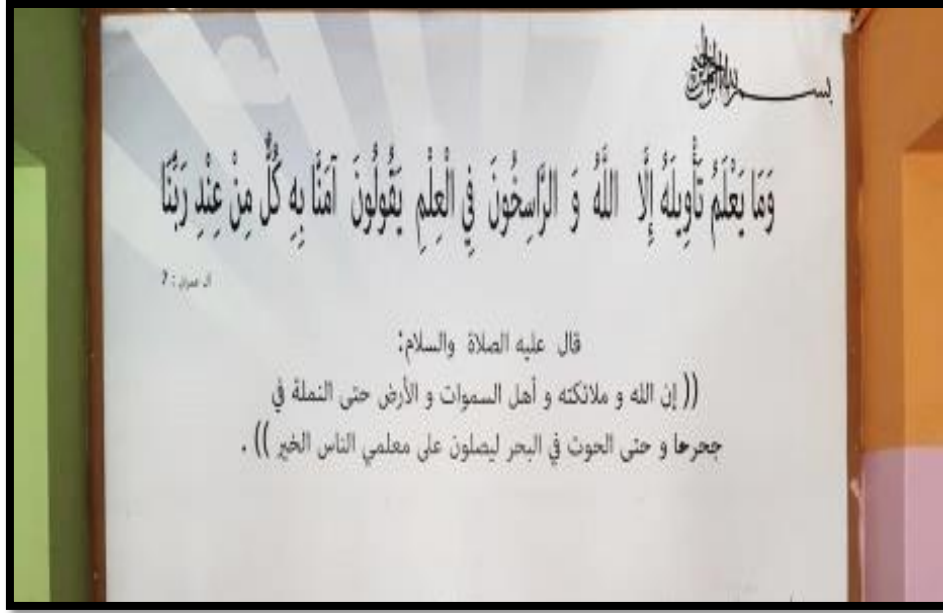 بسم الله الرحمن الرحيم
وَمَا يَعْلَمُ تَأْوِيلَهُ إِلَّا اللَّهُ وَ الرَّاسِخُونَ فِي الْعِلْمِ يَقُولُونَ آمَنَّا بِهِ كُلٌّ مِنْ عِنْدِ رَبِّنَا
آل عمران : 7
قال عليه الصلاة والسلام:
(( إن الله و ملائكته و أهل السموات و الأرض حتى النملة في
جحرها و حتى الحوت في البحر ليصلون على معلمي الناس الخير )) .